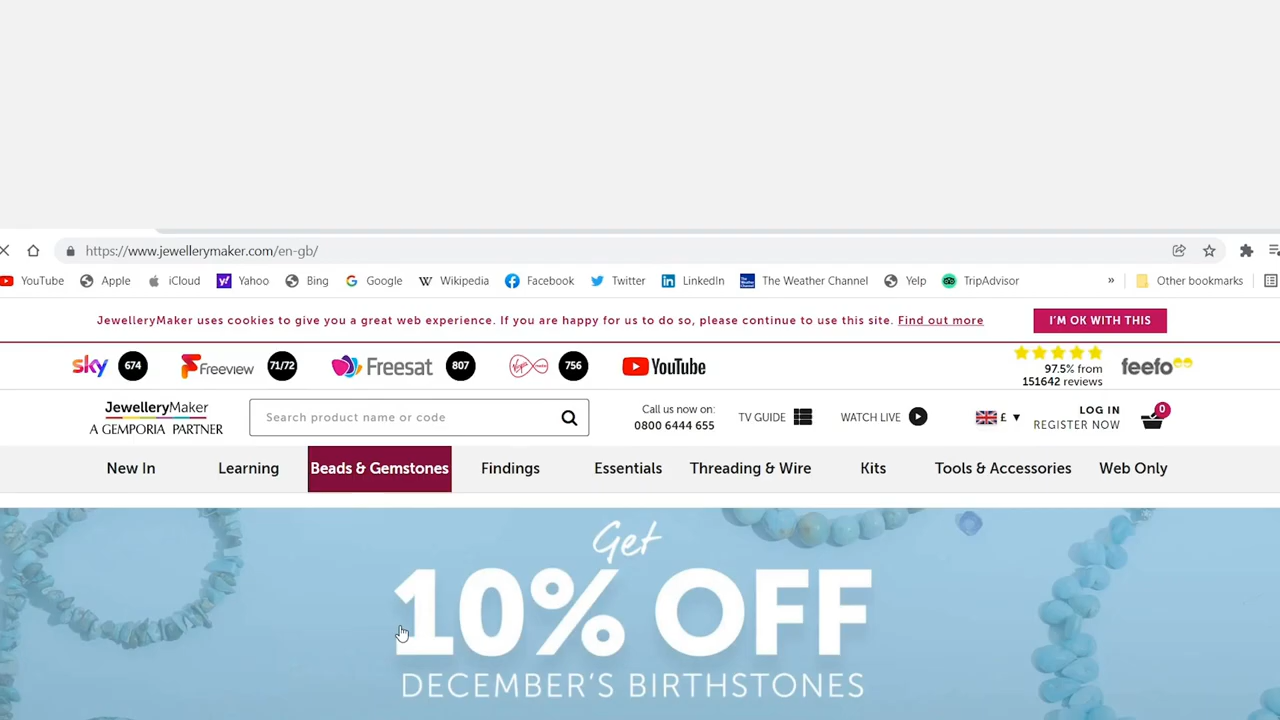 https://www.jewellerymaker.com/en-gb/
YouTube Apple iCloud Yahoo Bing Google Wikipedia Facebook Twitter LinkedIn The Weather Channel Yelp TripAdvisor » Other bookmarks
JewelleryMaker uses cookies to give you a great web experience. If you are happy for us to do so, please continue to use this site. Find out more
I'M OK WITH THIS
sky 674 Freeview 71/72 freesat 807 756 YouTube
97.5% from
151642 reviews
feefo
JewelleryMaker
A GEMPORIA PARTNER
Search product name or code
Call us now on:
0800 6444 655
TV GUIDE
WATCH LIVE
£
LOG IN
REGISTER NOW
0
New In Learning Beads & Gemstones Findings Essentials Threading & Wire Kits Tools & Accessories Web Only
Get
10% OFF
DECEMBER'S BIRTHSTONES